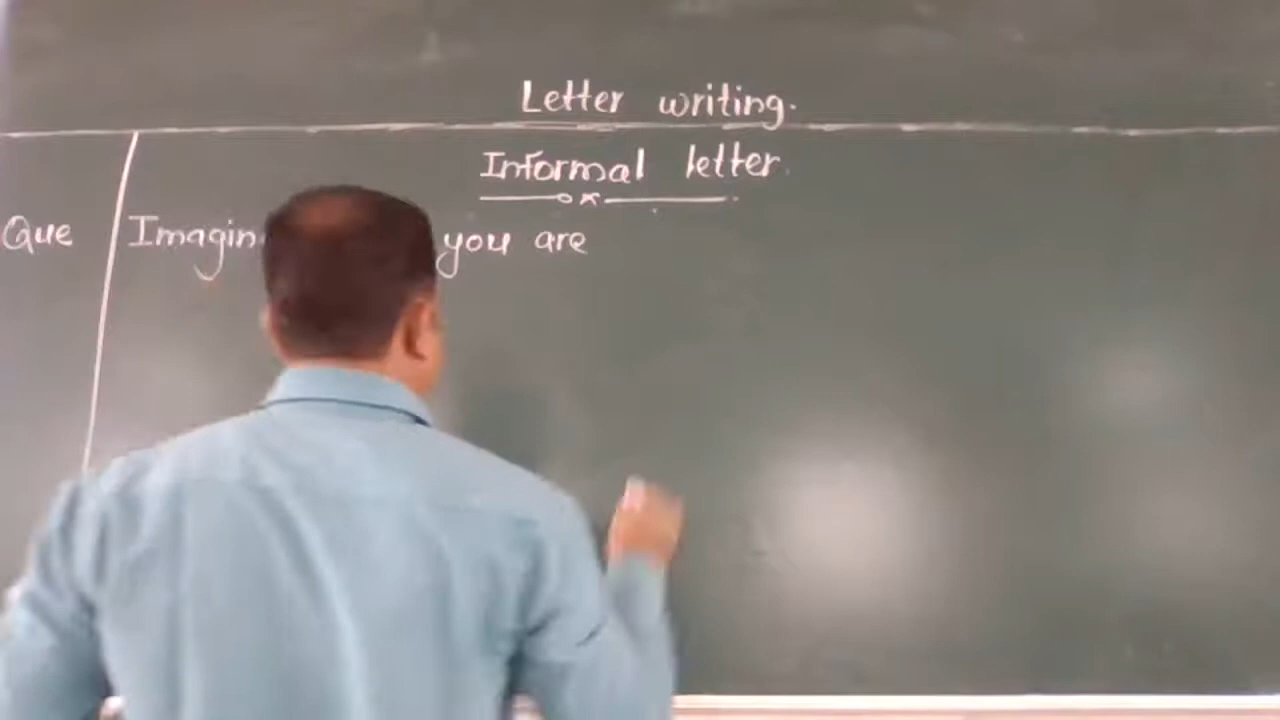 Letter writing.
Informal letter.
Que Imagin you are